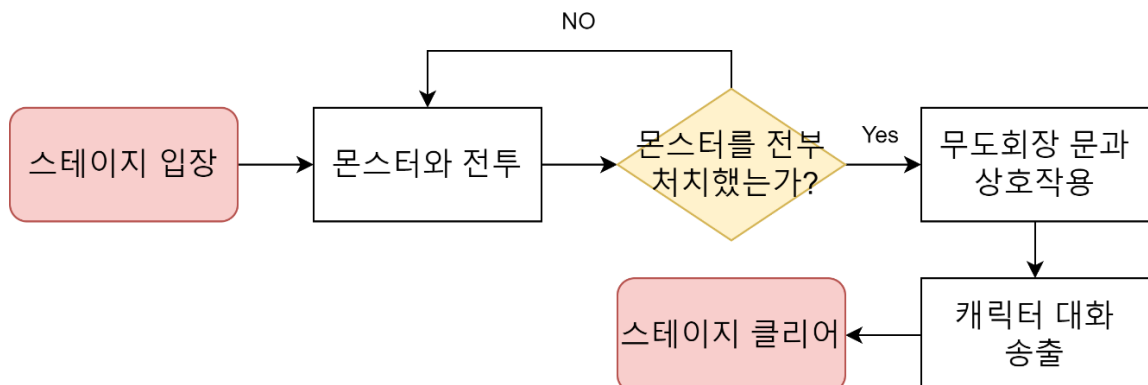 NO
스테이지 입장
몬스터와 전투
몬스터를 전부
처치했는가?
Yes
무도회장 문과
상호작용
캐릭터 대화
송출
스테이지 클리어